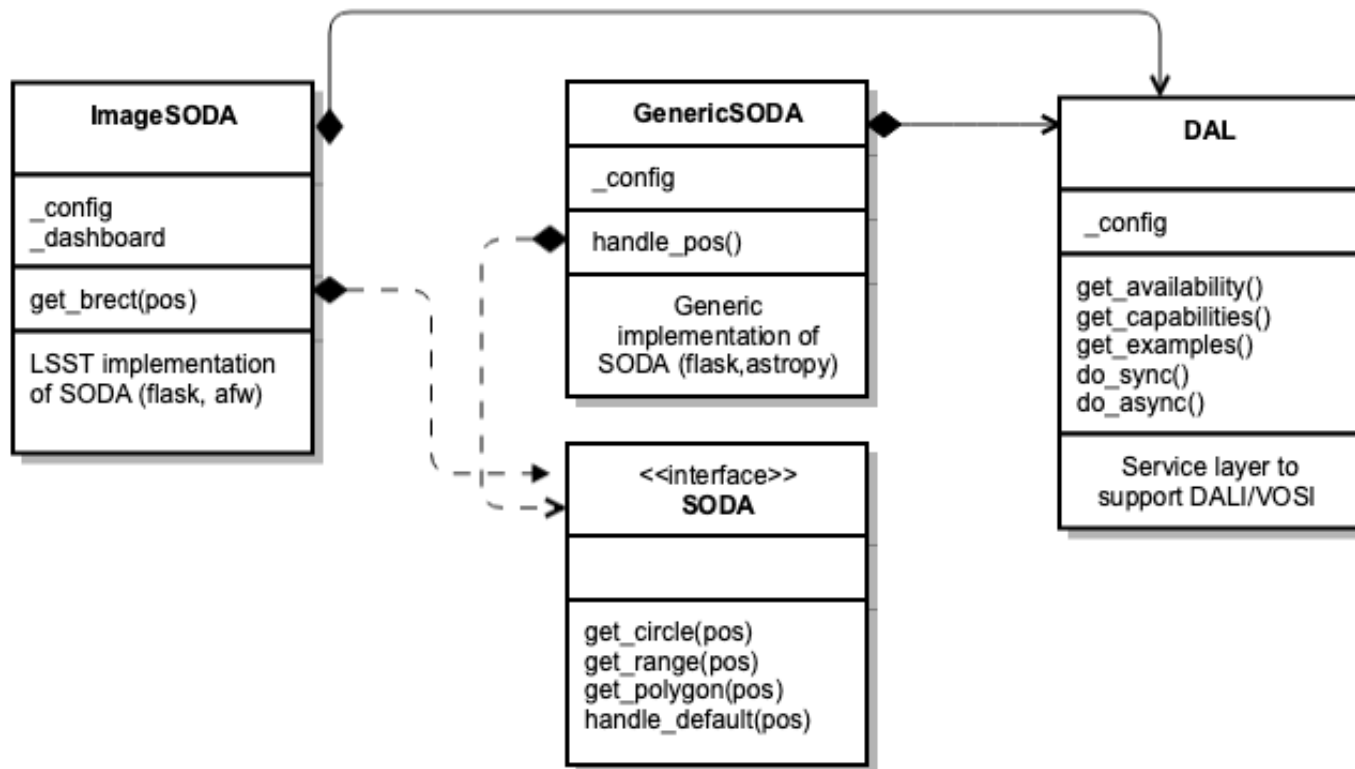 ImageSODA
_config
_dashboard
get_brect(pos)
LSST implementation
of SODA (flask, afw)
GenericSODA
_config
handle_pos()
Generic
implementation of
SODA (flask,astropy)
<<interface>>
SODA
get_circle(pos)
get_range(pos)
get_polygon(pos)
handle_default(pos)
DAL
_config
get_availability()
get_capabilities()
get_examples()
do_sync()
do_async()
Service layer to
support DALI/VOSI